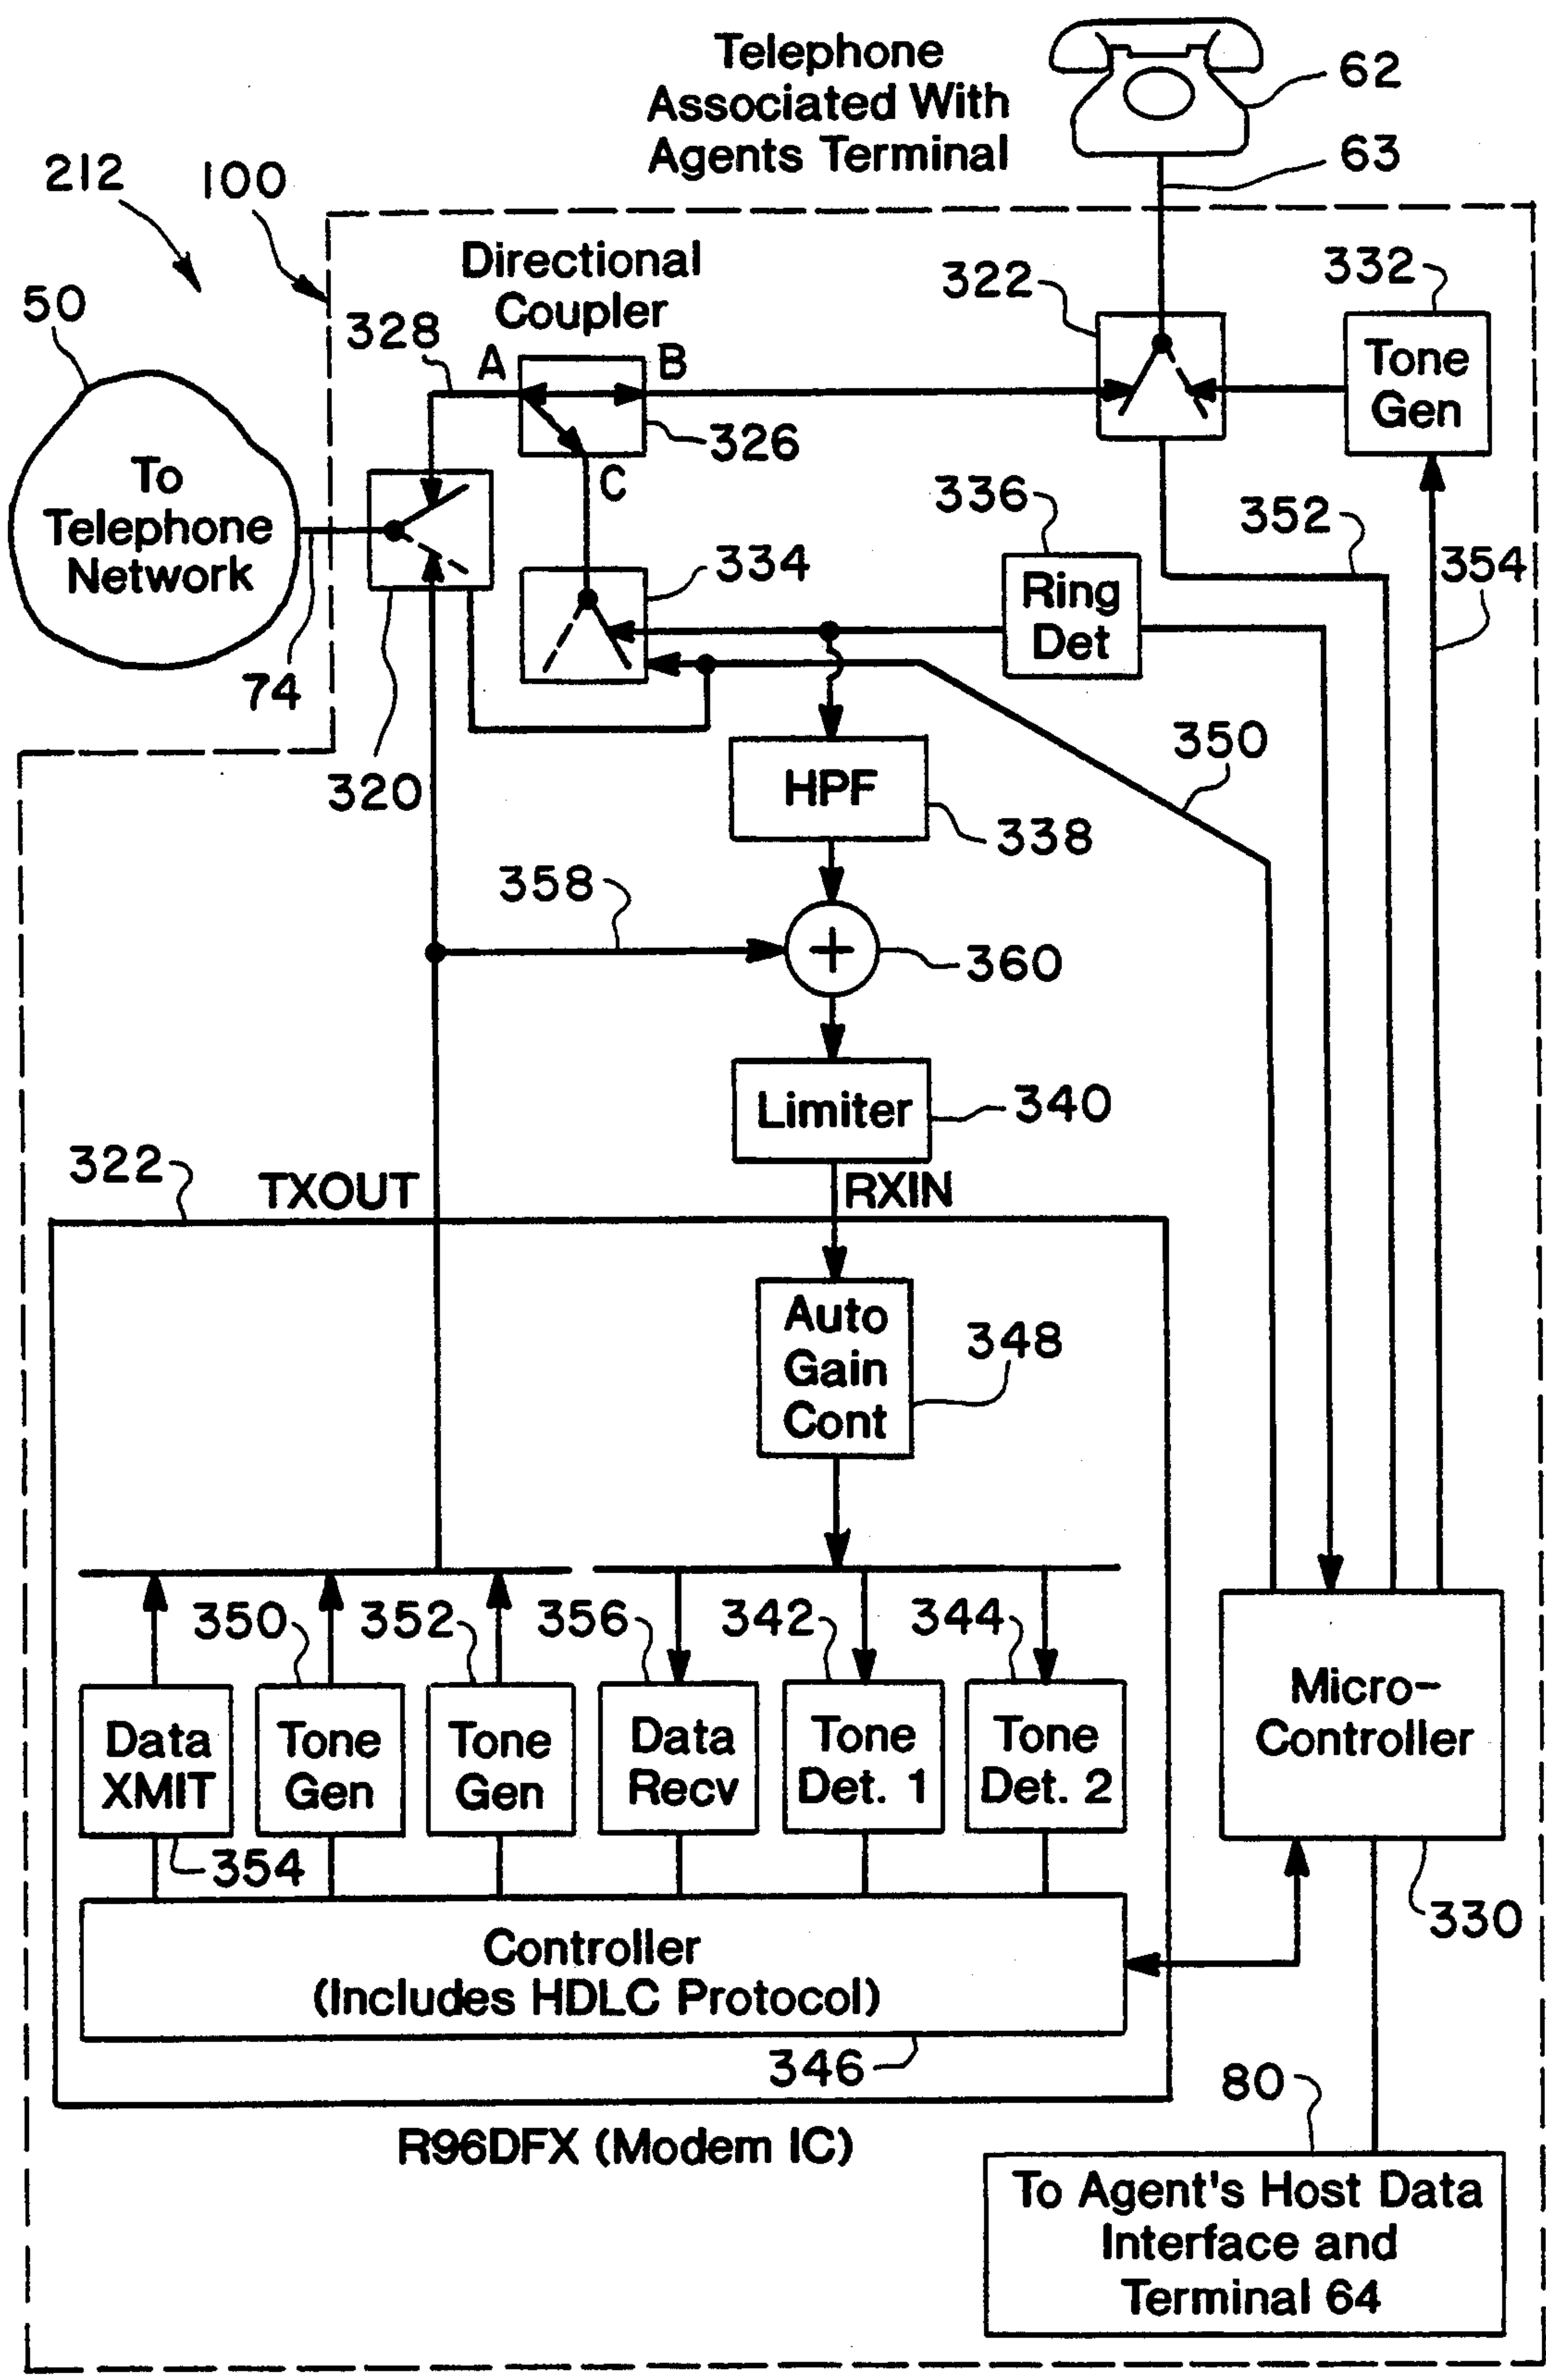 Telephone
Associated With
Agents Terminal
62
63
212
100
50
To
Telephone
Network
74
Directional
Coupler
328
A
B
C
326
322
332
Tone
Gen
336
Ring
Det
352
354
334
320
350
HPF
338
358
+
360
Limiter
340
322
TXOUT
RXIN
Auto
Gain
Cont
348
350
352
356
342
344
Data
XMIT
Tone
Gen
Tone
Gen
Data
Recv
Tone
Det. 1
Tone
Det. 2
Micro-
Controller
354
330
Controller
(Includes HDLC Protocol)
346
R96DFX (Modem IC)
80
To Agent's Host Data
Interface and
Terminal 64